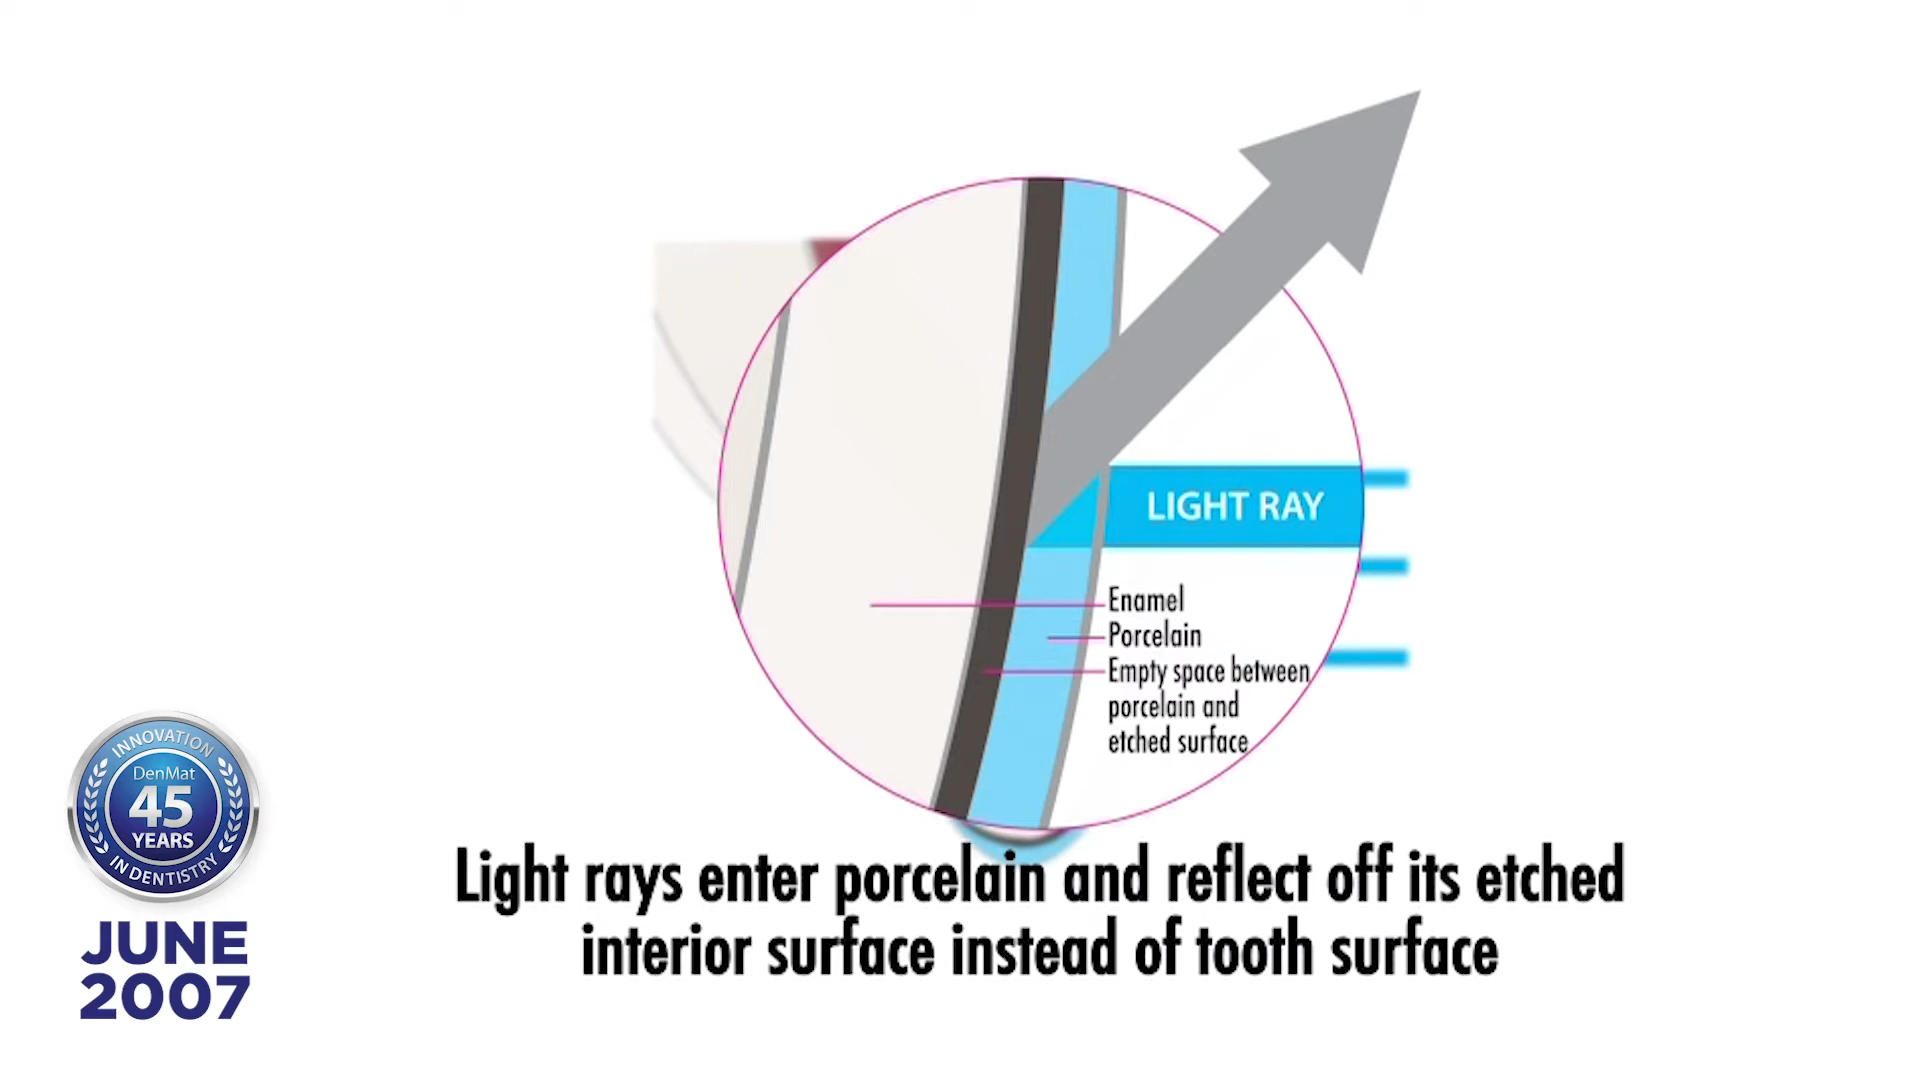 LIGHT RAY
Enamel
Porcelain
Empty space between
porcelain and
etched surface
INNOVATION
DenMat
45
YEARS
IN DENTISTRY
JUNE
2007
Light rays enter porcelain and reflect off its etched
interior surface instead of tooth surface